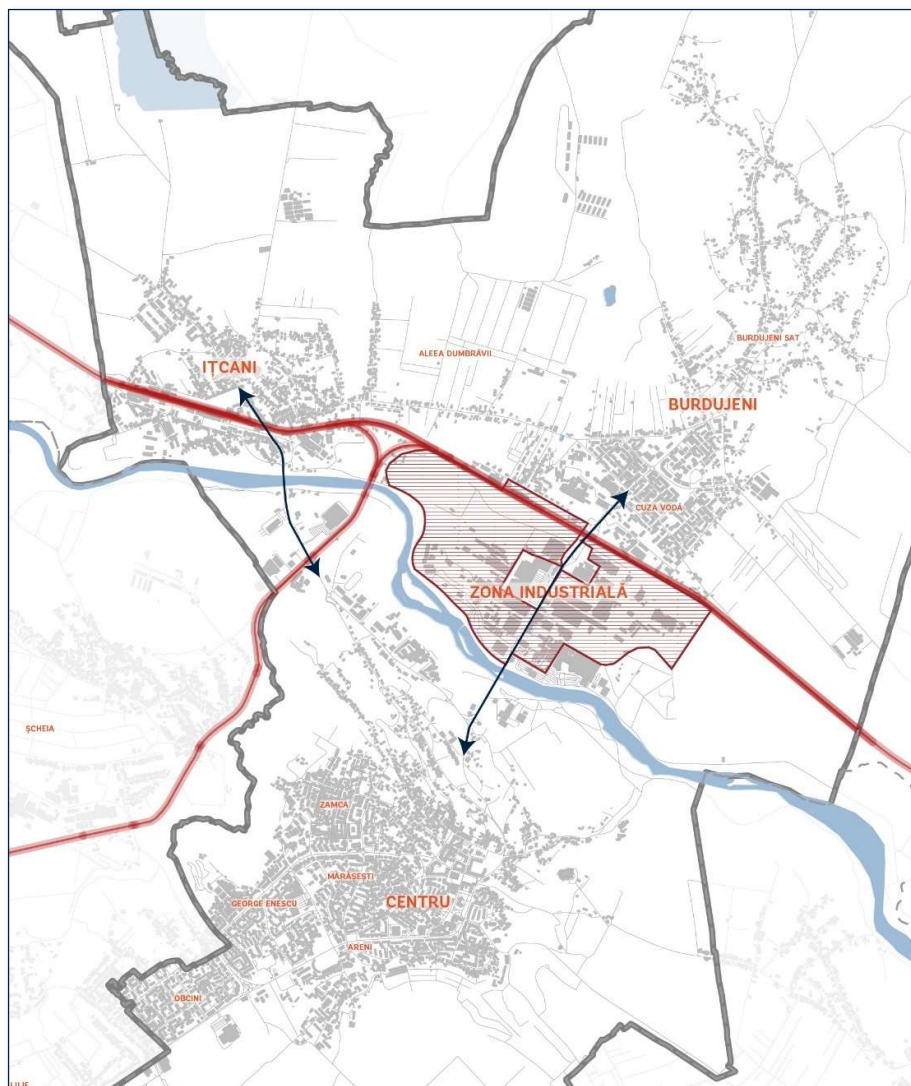 IȚCANI
ALEEA DUMBRĂVII
BURDUJENI SAT
BURDUJENI
CUZA VODĂ
ZONA INDUSTRIALĂ
ȘCHEIA
ZAMCA
MĂRĂȘEȘTI
GEORGE ENESCU
CENTRU
ARENI
OBCINI